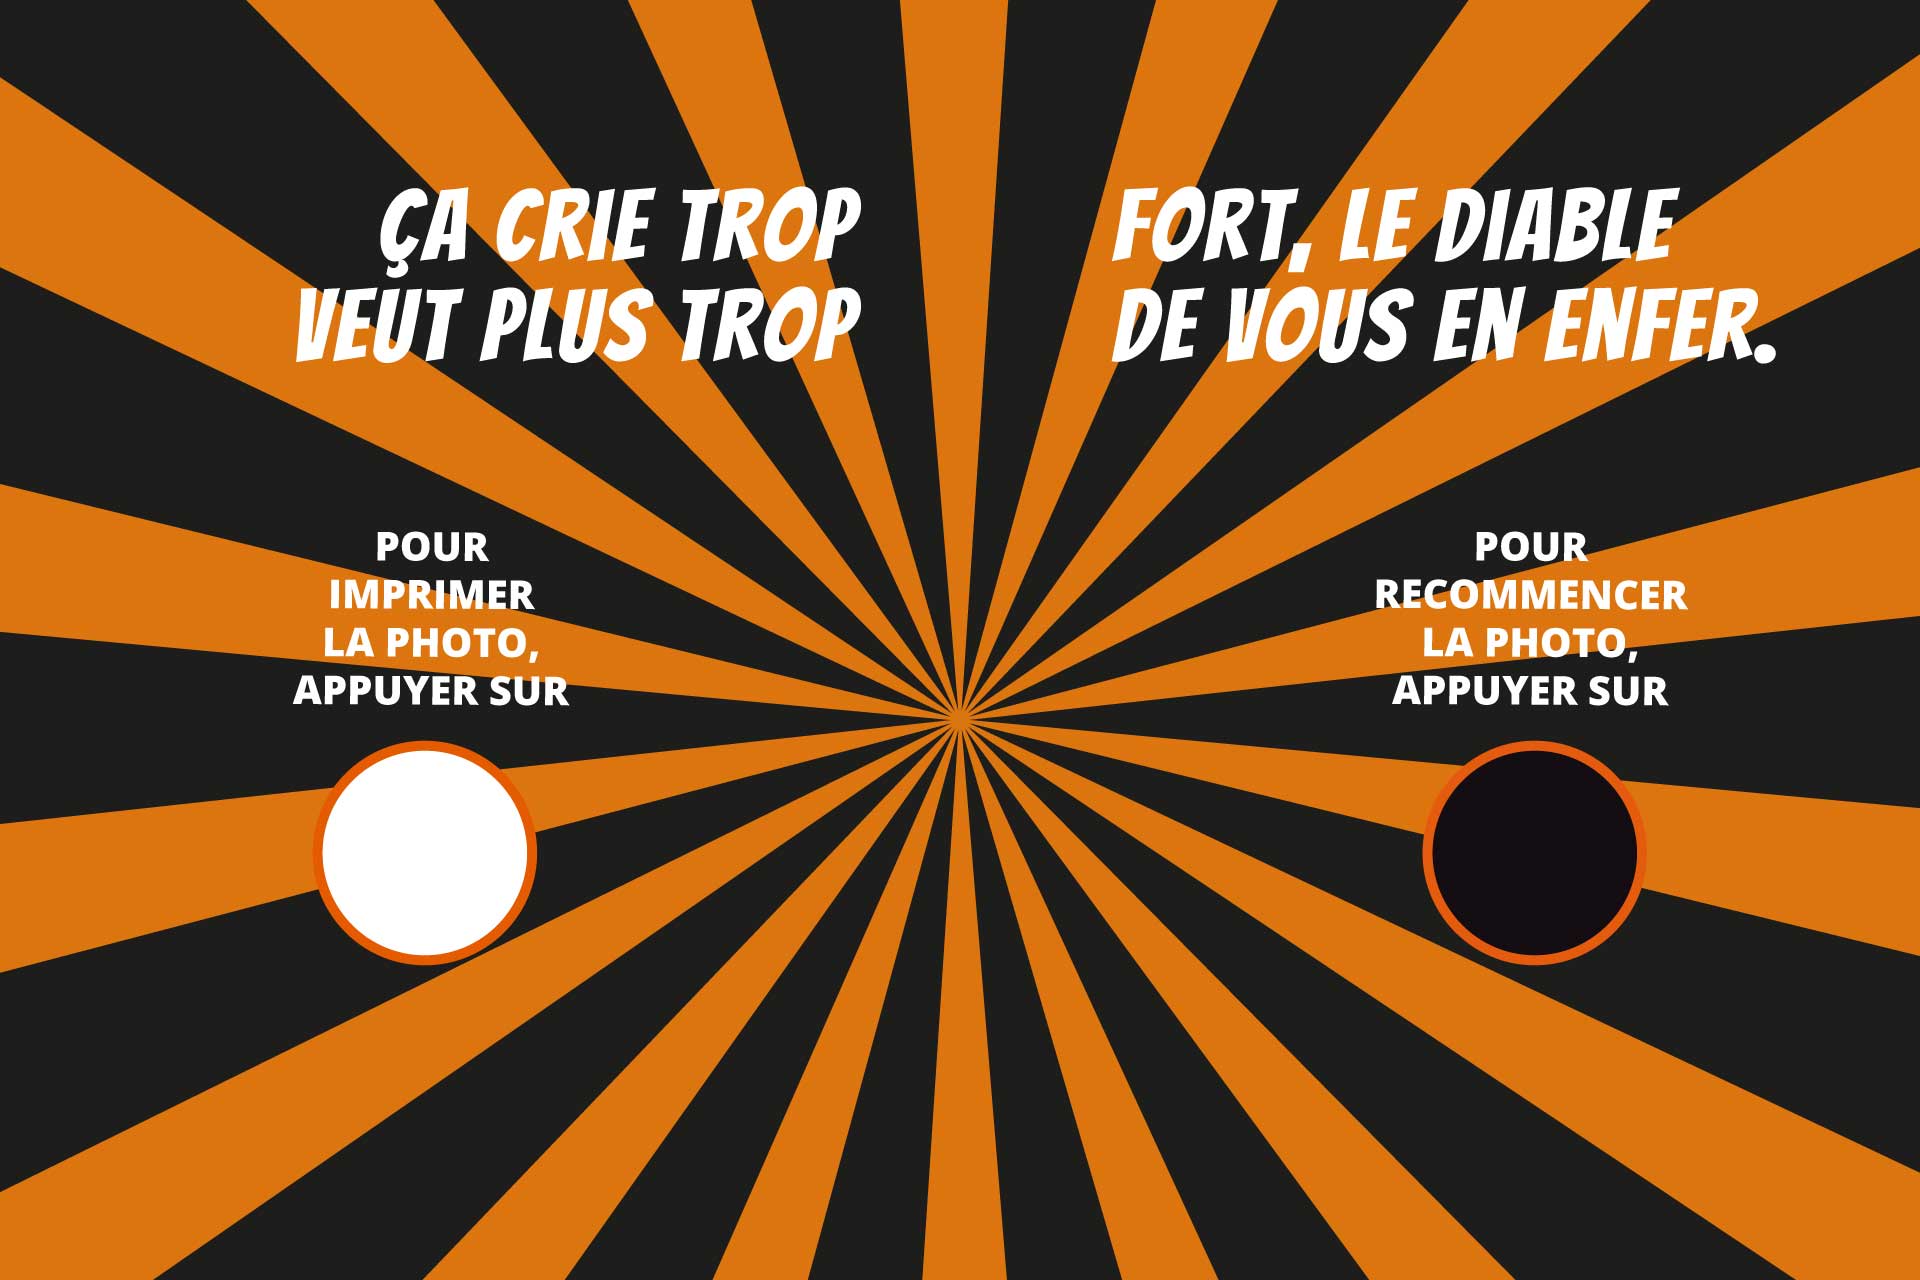 ÇA CRIE TROP FORT, LE DIABLE
VEUT PLUS TROP DE VOUS EN ENFER.
POUR
IMPRIMER
LA PHOTO,
APPUYER SUR
POUR
RECOMMENCER
LA PHOTO,
APPUYER SUR